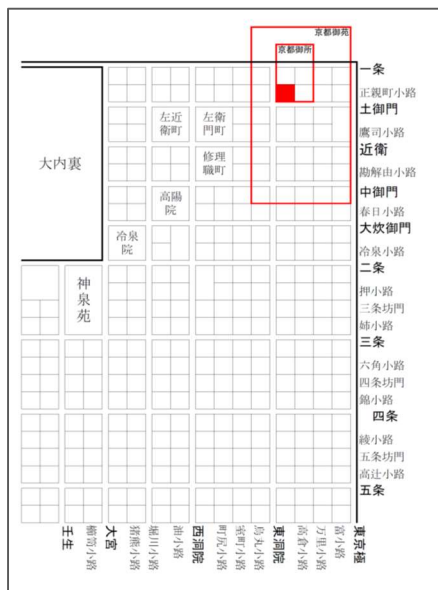 京都御苑
京都御所
一条
正親町小路
土御門
鷹司小路
近衛
勘解由小路
中御門
春日小路
大炊御門
冷泉小路
二条
押小路
三条坊門
姉小路
三条
六角小路
四条坊門
錦小路
四条
綾小路
五条坊門
高辻小路
五条
大内裏
左近
衛町
左衛
門町
修理
職町
高陽
院
冷泉
院
神泉苑
壬生
櫛笥小路
大宮
猪熊小路
堀川小路
油小路
西洞院
町尻小路
室町小路
烏丸小路
東洞院
高倉小路
万里小路
富小路
東京極